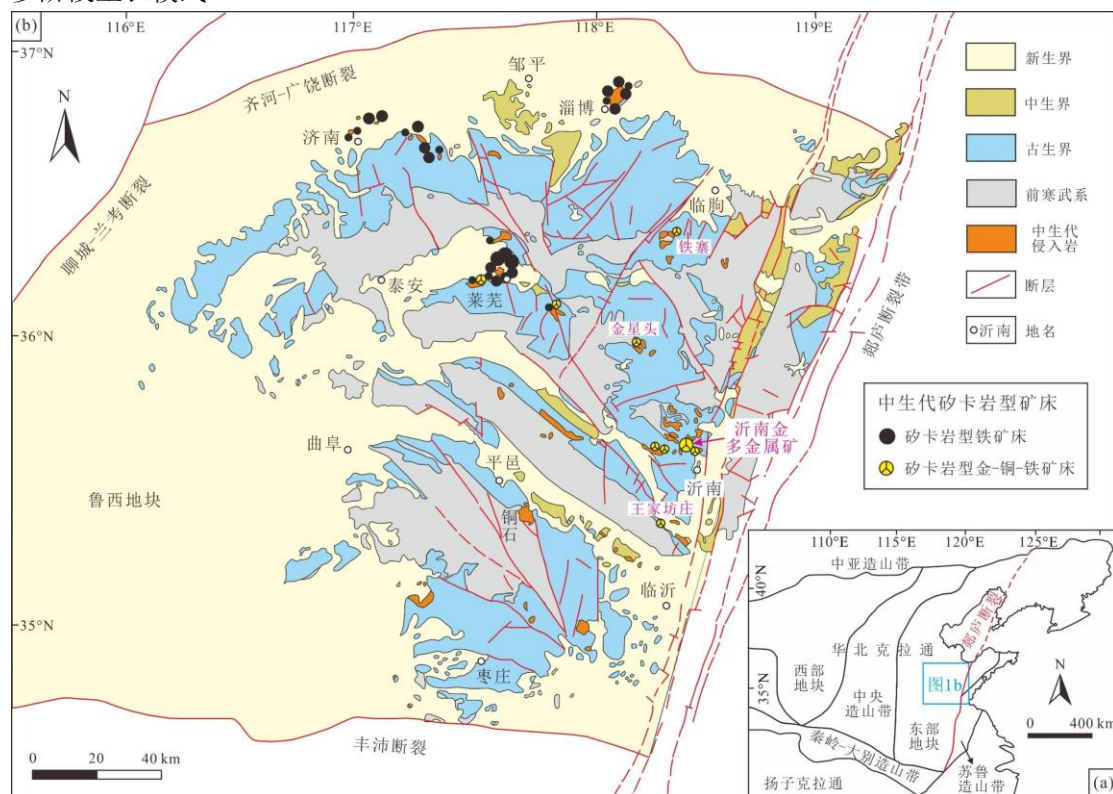 (b)
116°E
117°E
118°E
119°E
37°N
36°N
35°N
N
齐河-广饶断裂
聊城-兰考断裂
邹平
淄博
济南
临朐
铁寨
泰安
莱芜
金星头
郯庐断裂带
曲阜
沂南金
多金属矿
平邑
沂南
鲁西地块
王家坊庄
铜石
临沂
枣庄
丰沛断裂
0 20 40 km
新生界
中生界
古生界
前寒武系
中生代
侵入岩
断层
沂南 地名
中生代矽卡岩型矿床
矽卡岩型铁矿床
矽卡岩型金-铜-铁矿床
110°E
115°E
120°E
125°E
40°N
35°N
中亚造山带
郯庐断裂
华北克拉通
西部
地块
中央
造山带
图1b
东部
地块
秦岭-大别造山带
苏鲁
造山带
扬子克拉通
N
0 400 km
(a)